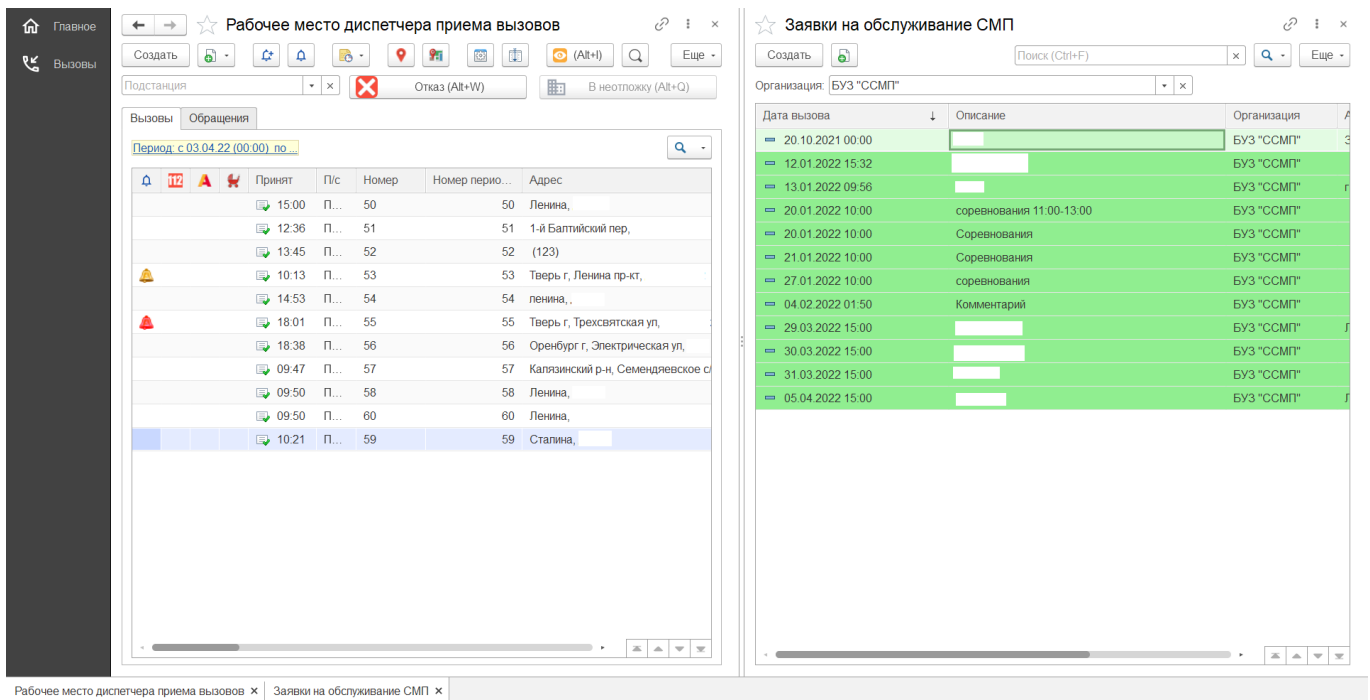 Главное
Вызовы
Рабочее место диспетчера приема вызовов
Создать
(Alt+I)
Еще
Подстанция
Отказ (Alt+W)
В неотложку (Alt+Q)
Вызовы Обращения
Период: с 03.04.22 (00:00) по ...
112 Принят П/с Номер Номер перио... Адрес
15:00 П... 50 50 Ленина,
12:36 П... 51 51 1-й Балтийский пер,
13:45 П... 52 52 (123)
10:13 П... 53 53 Тверь г, Ленина пр-кт,
14:53 П... 54 54 ленина, ,
18:01 П... 55 55 Тверь г, Трехсвятская ул,
18:38 П... 56 56 Оренбург г, Электрическая ул,
09:47 П... 57 57 Калязинский р-н, Семендяевское с/
09:50 П... 58 58 Ленина,
09:50 П... 60 60 Ленина,
10:21 П... 59 59 Сталина,
Заявки на обслуживание СМП
Создать
Поиск (Ctrl+F)
Еще
Организация: БУЗ "ССМП"
Дата вызова ↓ Описание Организация А
20.10.2021 00:00 БУЗ "ССМП" З
12.01.2022 15:32 БУЗ "ССМП"
13.01.2022 09:56 БУЗ "ССМП" г
20.01.2022 10:00 соревнования 11:00-13:00 БУЗ "ССМП"
20.01.2022 10:00 Соревнования БУЗ "ССМП"
21.01.2022 10:00 Соревнования БУЗ "ССМП"
27.01.2022 10:00 соревнования БУЗ "ССМП"
04.02.2022 01:50 Комментарий БУЗ "ССМП"
29.03.2022 15:00 БУЗ "ССМП" Л
30.03.2022 15:00 БУЗ "ССМП"
31.03.2022 15:00 БУЗ "ССМП"
05.04.2022 15:00 БУЗ "ССМП" Л
Рабочее место диспетчера приема вызовов × Заявки на обслуживание СМП ×